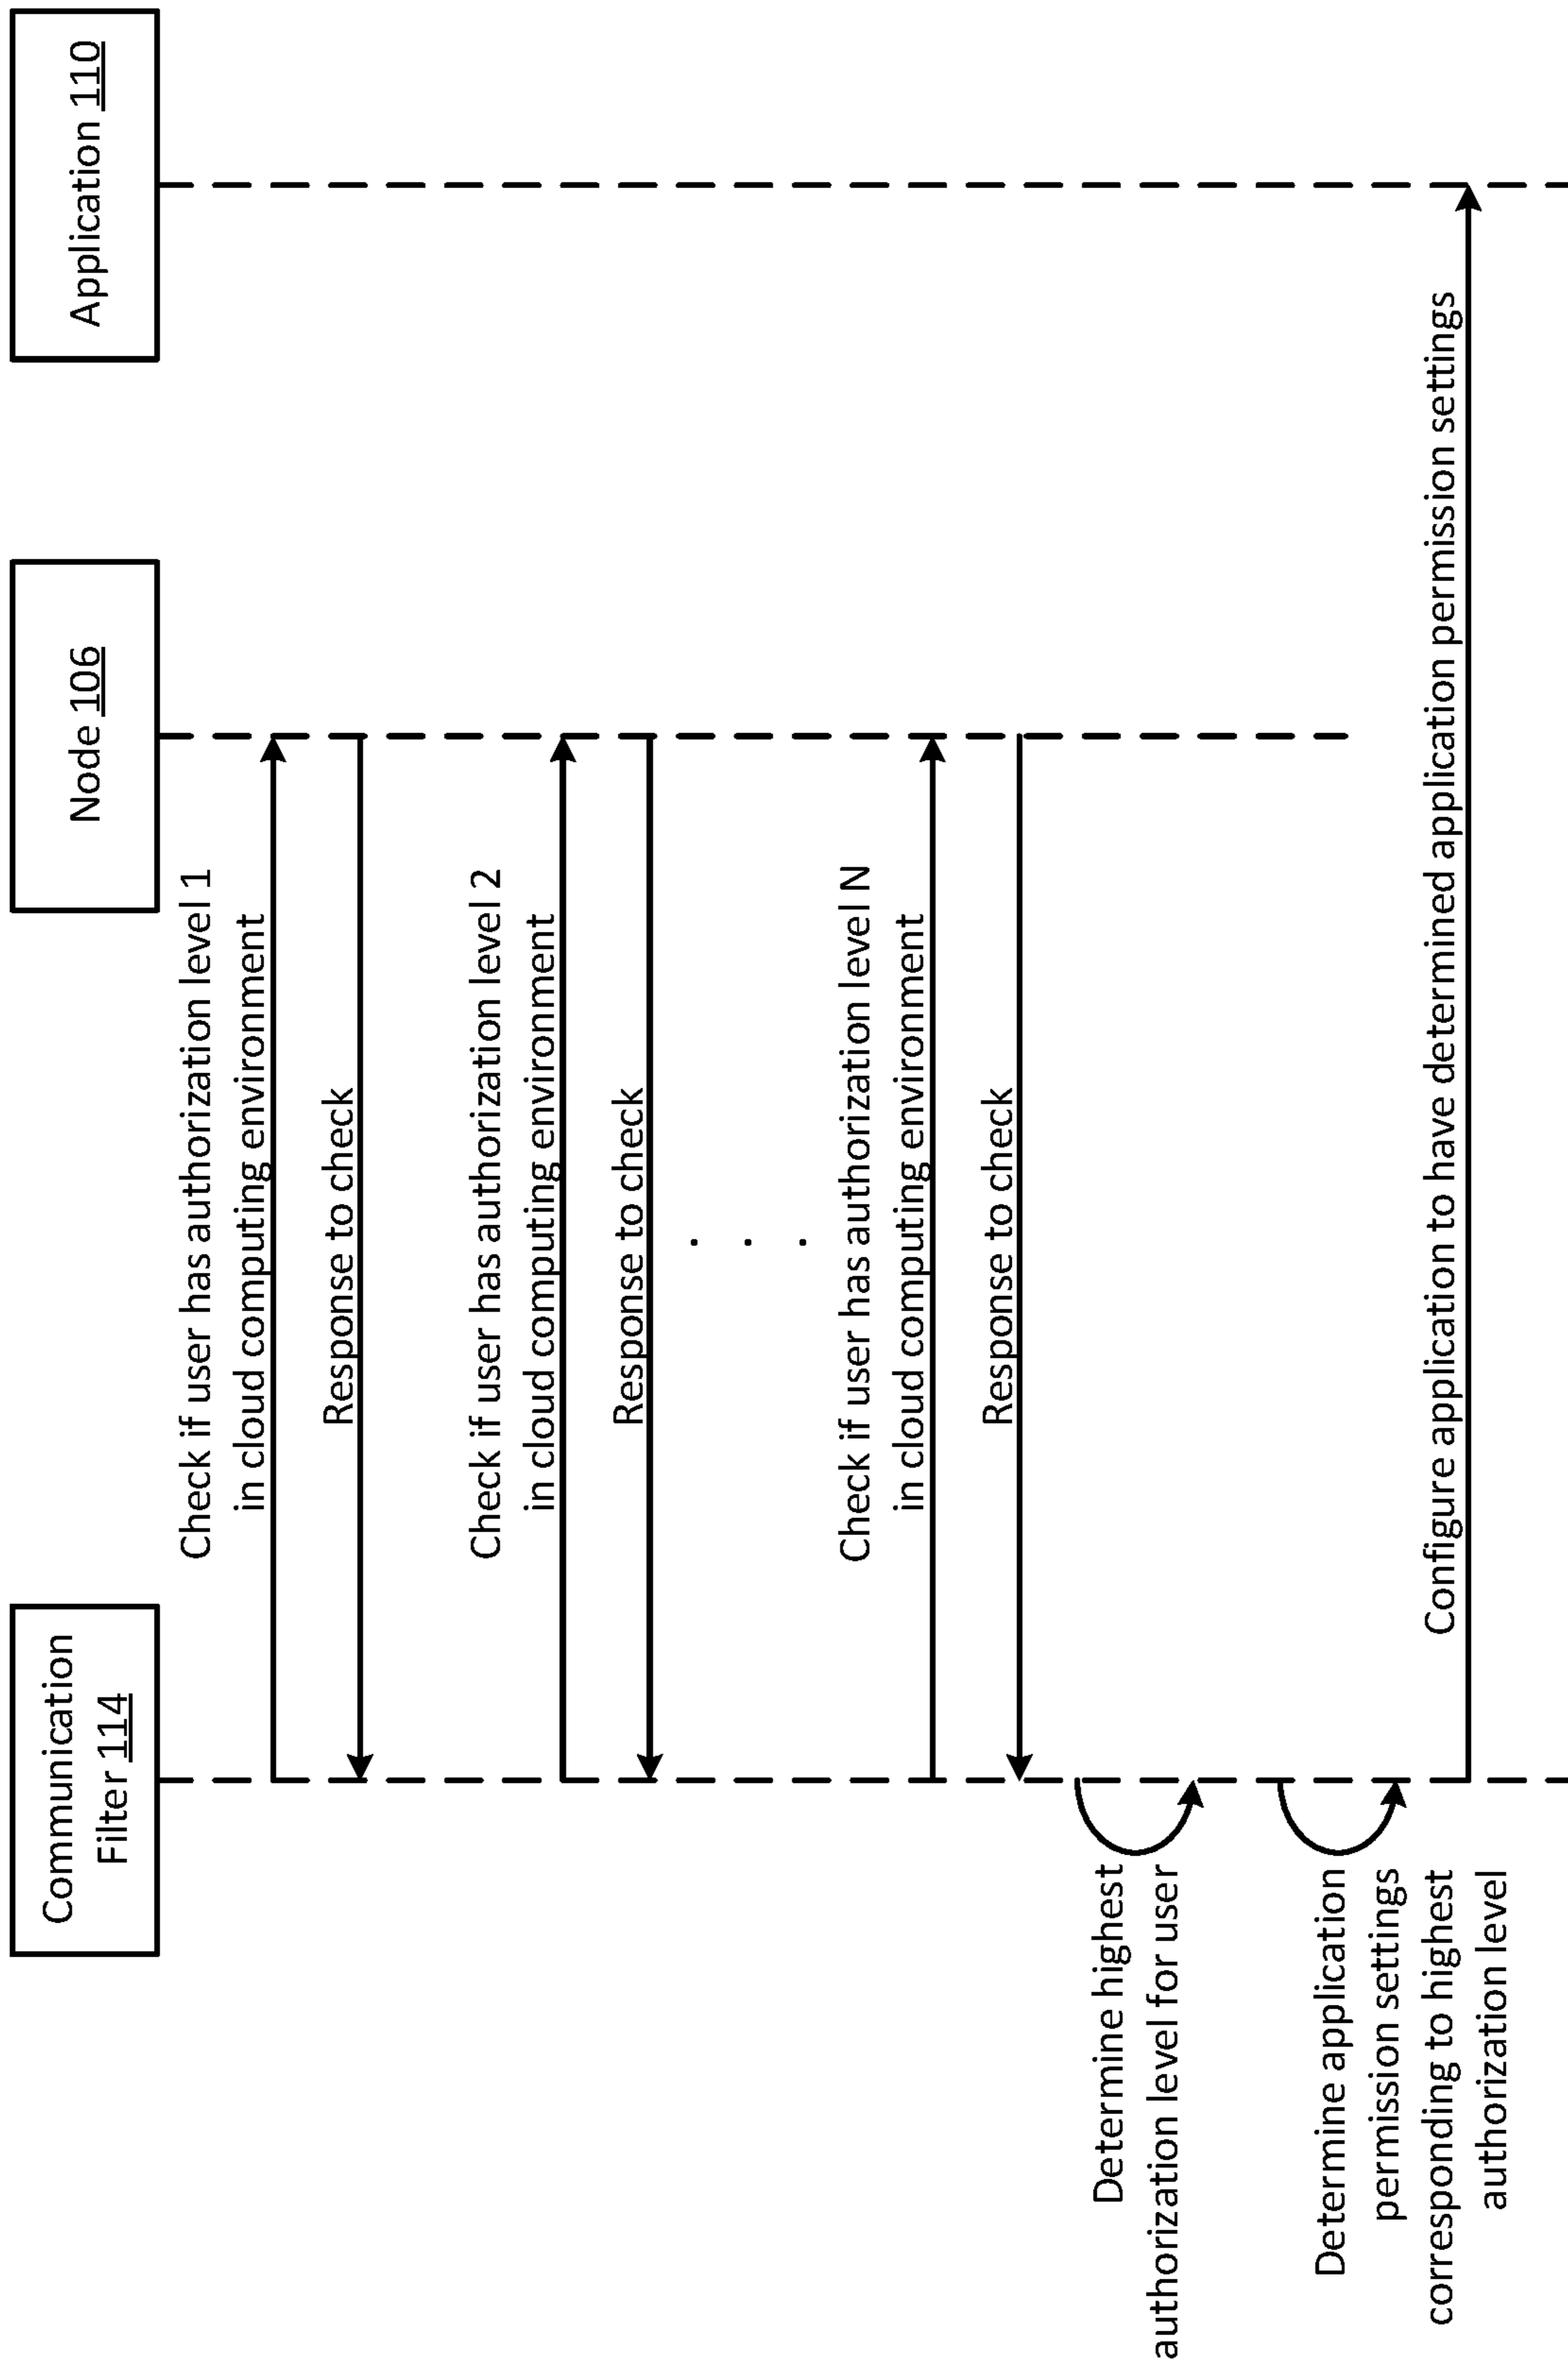 Communication
Filter 114
Node 106
Application 110
Check if user has authorization level 1
in cloud computing environment
Response to check
Check if user has authorization level 2
in cloud computing environment
Response to check
. . .
Check if user has authorization level N
in cloud computing environment
Response to check
Determine highest
authorization level for user
Determine application
permission settings
corresponding to highest
authorization level
Configure application to have determined application permission settings